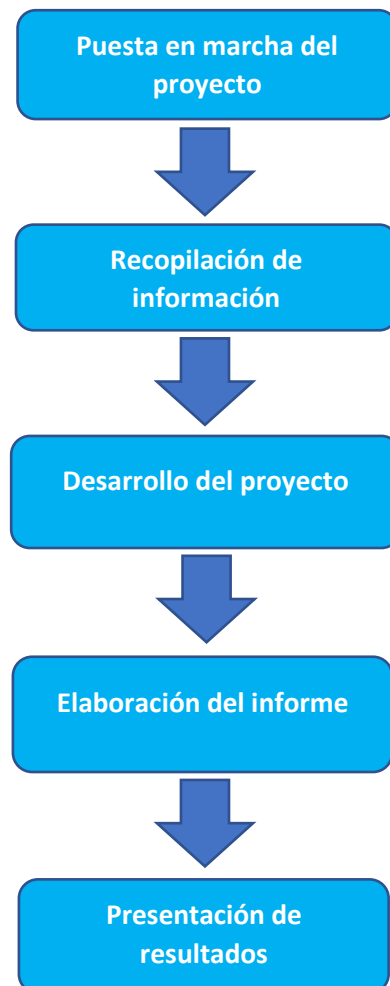 Puesta en marcha del
proyecto
Recopilación de
información
Desarrollo del proyecto
Elaboración del informe
Presentación de
resultados